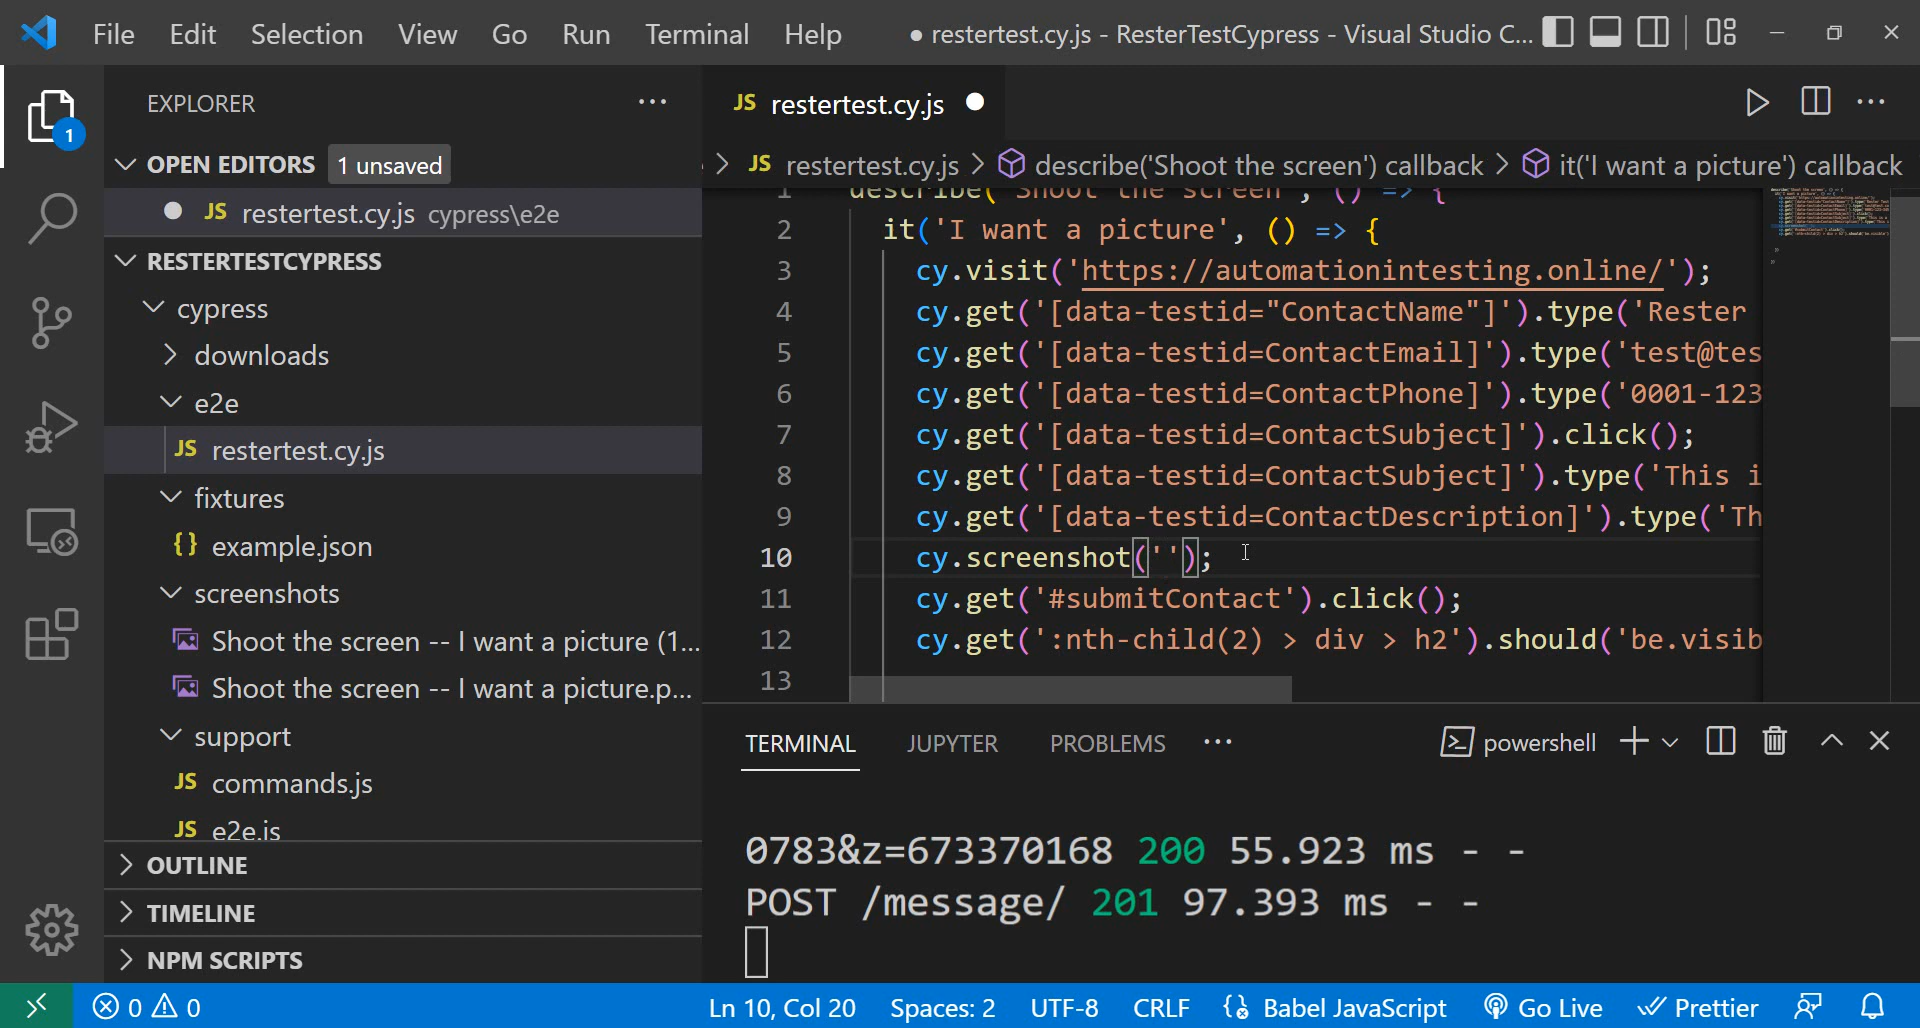 File Edit Selection View Go Run Terminal Help ● restertest.cy.js - ResterTestCypress - Visual Studio C...
EXPLORER ...
OPEN EDITORS 1 unsaved
● JS restertest.cy.js cypress\e2e
RESTERTESTCYPRESS
cypress
downloads
e2e
JS restertest.cy.js
fixtures
{} example.json
screenshots
Shoot the screen -- I want a picture (1...
Shoot the screen -- I want a picture.p...
support
JS commands.js
JS e2e.js
OUTLINE
TIMELINE
NPM SCRIPTS
1
JS restertest.cy.js ● ...
> JS restertest.cy.js > describe('Shoot the screen') callback > it('I want a picture') callback
1 describe('Shoot the screen', () => {
2 it('I want a picture', () => {
3 cy.visit('https://automationintesting.online/');
4 cy.get('[data-testid="ContactName"]').type('Rester
5 cy.get('[data-testid=ContactEmail]').type('test@tes
6 cy.get('[data-testid=ContactPhone]').type('0001-123
7 cy.get('[data-testid=ContactSubject]').click();
8 cy.get('[data-testid=ContactSubject]').type('This i
9 cy.get('[data-testid=ContactDescription]').type('Th
10 cy.screenshot('');
11 cy.get('#submitContact').click();
12 cy.get(':nth-child(2) > div > h2').should('be.visib
13
TERMINAL JUPYTER PROBLEMS ... powershell
0783&z=673370168 200 55.923 ms - -
POST /message/ 201 97.393 ms - -
0 0 Ln 10, Col 20 Spaces: 2 UTF-8 CRLF {} Babel JavaScript Go Live Prettier